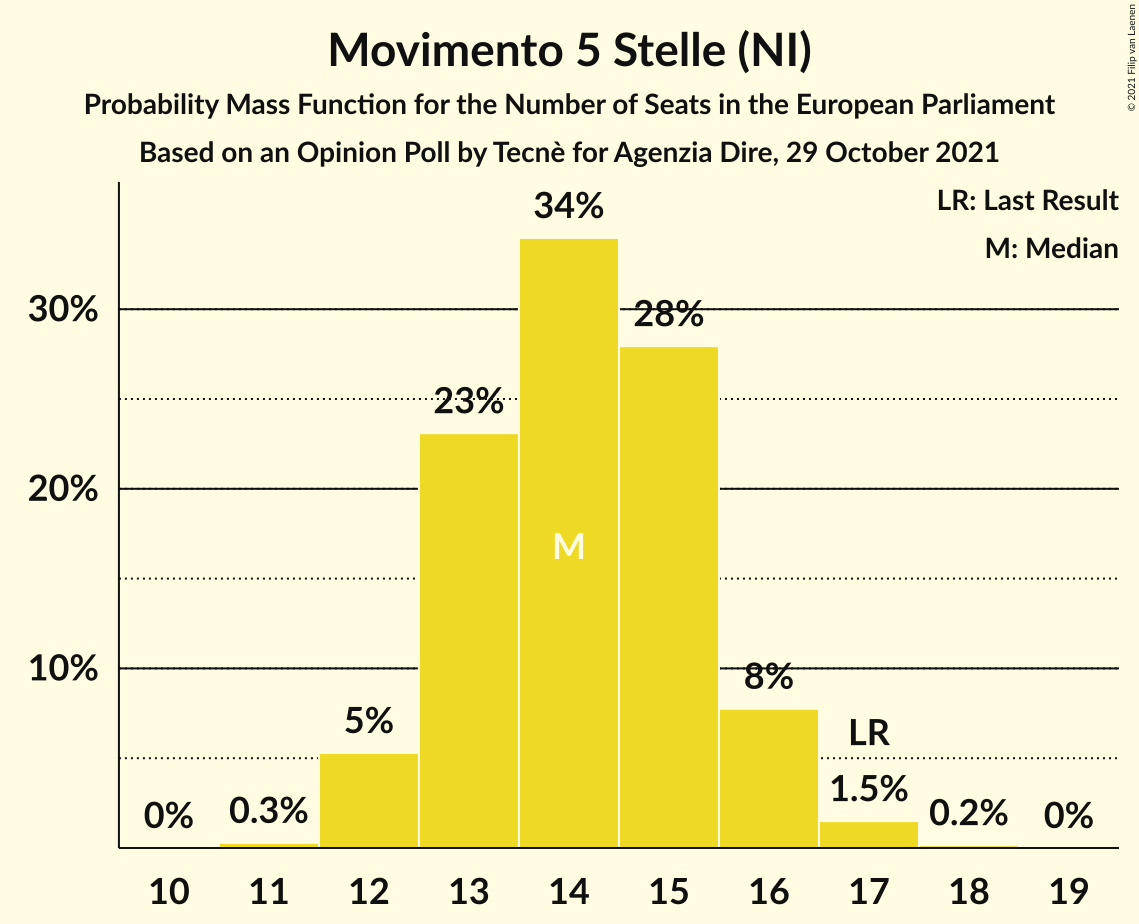 Movimento 5 Stelle (NI)
Probability Mass Function for the Number of Seats in the European Parliament
Based on an Opinion Poll by Tecnè for Agenzia Dire, 29 October 2021
© 2021 Filip van Laenen
LR: Last Result
M: Median
34%
30%
28%
23%
20%
M
10%
8%
5%
LR
1.5%
0%
0.3%
0.2%
0%
10 11 12 13 14 15 16 17 18 19